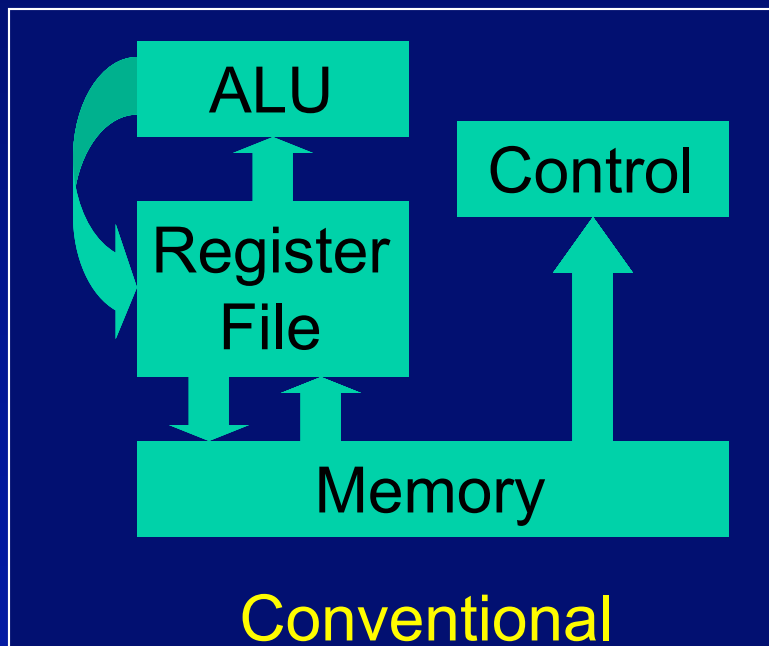 ALU
Control
Register
File
Memory
Conventional